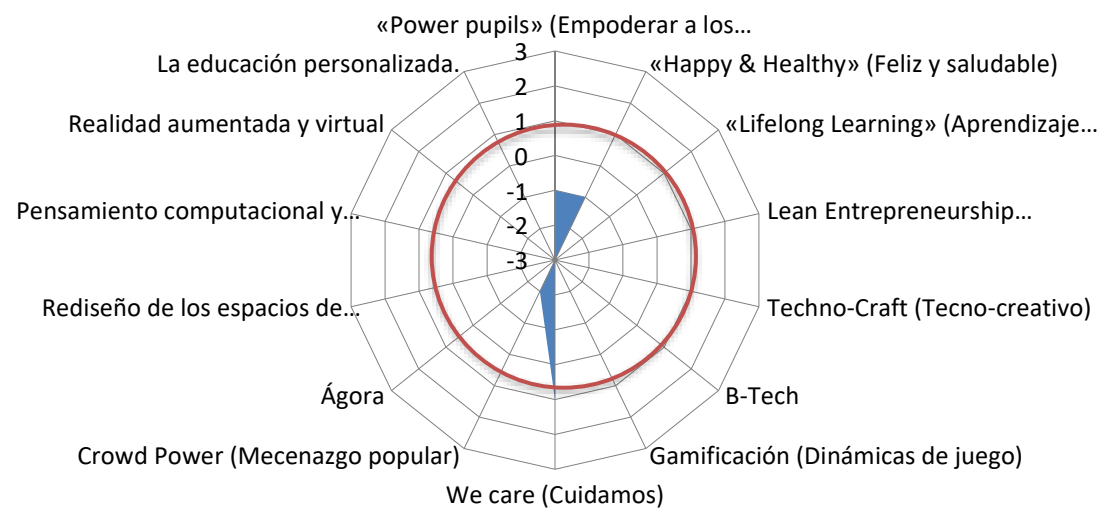 «Power pupils» (Empoderar a los…
«Happy & Healthy» (Feliz y saludable)
«Lifelong Learning» (Aprendizaje…
Lean Entrepreneurship…
Techno-Craft (Tecno-creativo)
B-Tech
Gamificación (Dinámicas de juego)
We care (Cuidamos)
Crowd Power (Mecenazgo popular)
Ágora
Rediseño de los espacios de…
Pensamiento computacional y…
Realidad aumentada y virtual
La educación personalizada.
3
2
1
0
-1
-2
-3